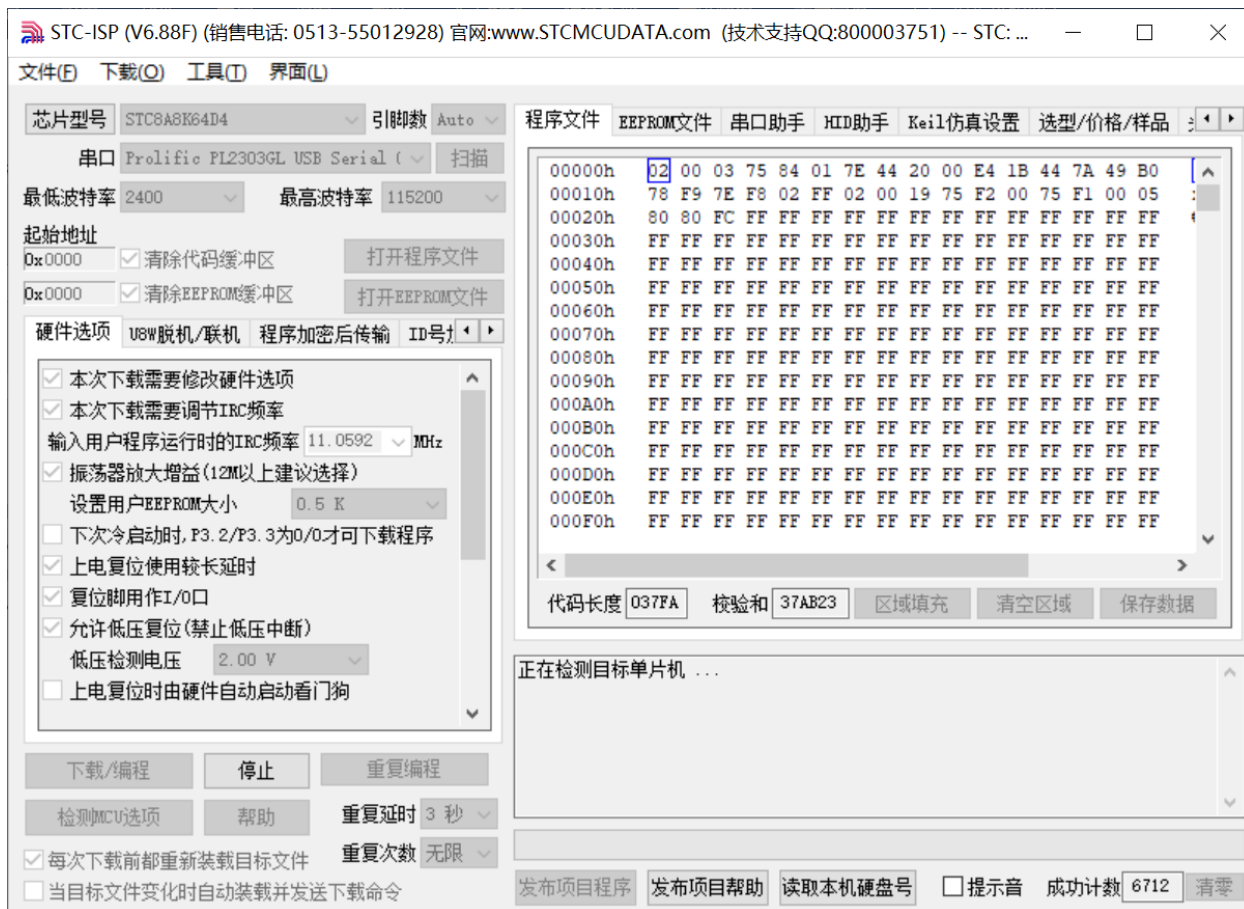 STC-ISP (V6.88F) (销售电话: 0513-55012928) 官网:www.STCMCUDATA.com (技术支持QQ:800003751) -- STC: ...
文件(F) 下载(O) 工具(T) 界面(L)
芯片型号 STC8A8K64D4 引脚数 Auto
串口 Prolific PL2303GL USB Serial ( 扫描
最低波特率 2400 最高波特率 115200
起始地址
0x0000 清除代码缓冲区 打开程序文件
0x0000 清除EEPROM缓冲区 打开EEPROM文件
硬件选项 U8W脱机/联机 程序加密后传输 ID号
本次下载需要修改硬件选项
本次下载需要调节IRC频率
输入用户程序运行时的IRC频率 11.0592 MHz
振荡器放大增益(12M以上建议选择)
设置用户EEPROM大小 0.5 K
下次冷启动时,P3.2/P3.3为0/0才可下载程序
上电复位使用较长延时
复位脚用作I/O口
允许低压复位(禁止低压中断)
低压检测电压 2.00 V
上电复位时由硬件自动启动看门狗
下载/编程 停止 重复编程
检测MCU选项 帮助 重复延时 3 秒
每次下载前都重新装载目标文件 重复次数 无限
当目标文件变化时自动装载并发送下载命令
程序文件 EEPROM文件 串口助手 HID助手 Keil仿真设置 选型/价格/样品
00000h 02 00 03 75 84 01 7E 44 20 00 E4 1B 44 7A 49 B0
00010h 78 F9 7E F8 02 FF 02 00 19 75 F2 00 75 F1 00 05
00020h 80 80 FC FF FF FF FF FF FF FF FF FF FF FF FF FF
00030h FF FF FF FF FF FF FF FF FF FF FF FF FF FF FF FF
00040h FF FF FF FF FF FF FF FF FF FF FF FF FF FF FF FF
00050h FF FF FF FF FF FF FF FF FF FF FF FF FF FF FF FF
00060h FF FF FF FF FF FF FF FF FF FF FF FF FF FF FF FF
00070h FF FF FF FF FF FF FF FF FF FF FF FF FF FF FF FF
00080h FF FF FF FF FF FF FF FF FF FF FF FF FF FF FF FF
00090h FF FF FF FF FF FF FF FF FF FF FF FF FF FF FF FF
000A0h FF FF FF FF FF FF FF FF FF FF FF FF FF FF FF FF
000B0h FF FF FF FF FF FF FF FF FF FF FF FF FF FF FF FF
000C0h FF FF FF FF FF FF FF FF FF FF FF FF FF FF FF FF
000D0h FF FF FF FF FF FF FF FF FF FF FF FF FF FF FF FF
000E0h FF FF FF FF FF FF FF FF FF FF FF FF FF FF FF FF
000F0h FF FF FF FF FF FF FF FF FF FF FF FF FF FF FF FF
代码长度 037FA 校验和 37AB23 区域填充 清空区域 保存数据
正在检测目标单片机 ...
发布项目程序 发布项目帮助 读取本机硬盘号 提示音 成功计数 6712 清零